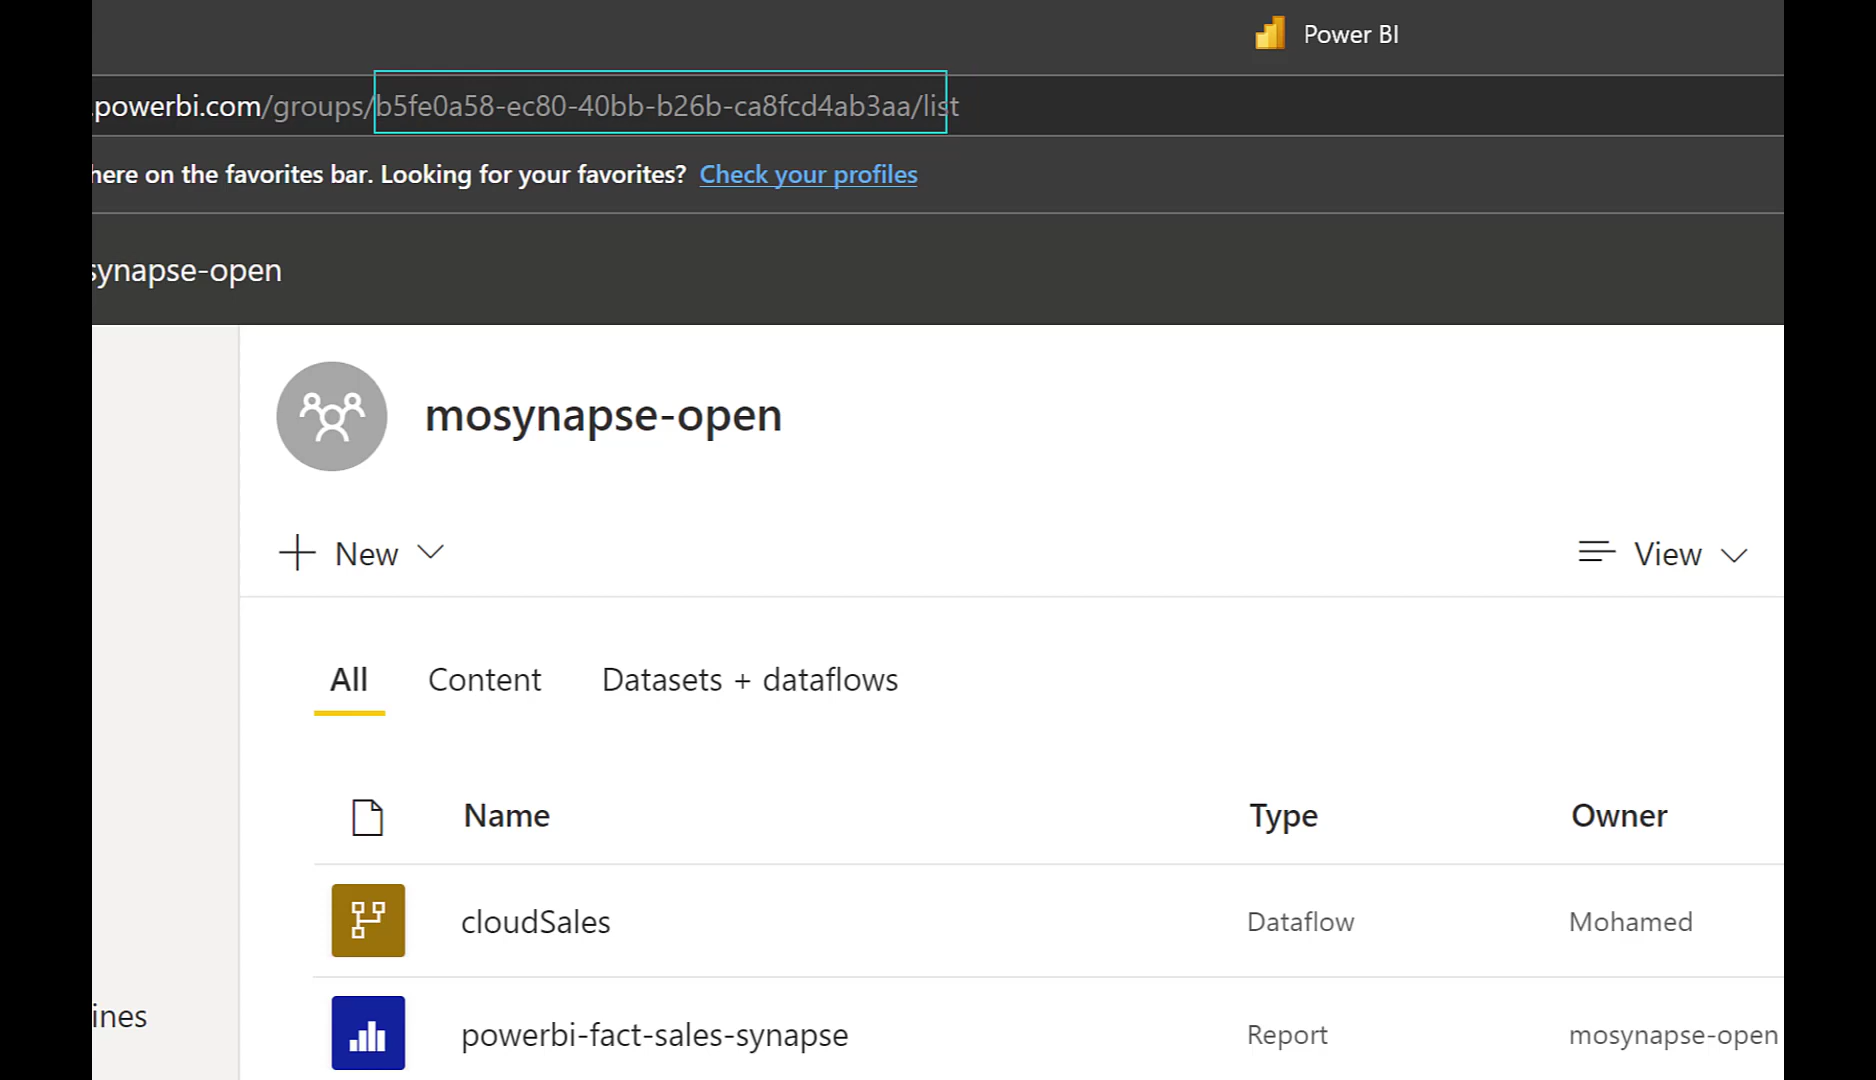 Power BI
.powerbi.com/groups/b5fe0a58-ec80-40bb-b26b-ca8fcd4ab3aa/list
here on the favorites bar. Looking for your favorites? Check your profiles
synapse-open
mosynapse-open
New
View
All Content Datasets + dataflows
Name Type Owner
cloudSales Dataflow Mohamed
ines
powerbi-fact-sales-synapse Report mosynapse-open